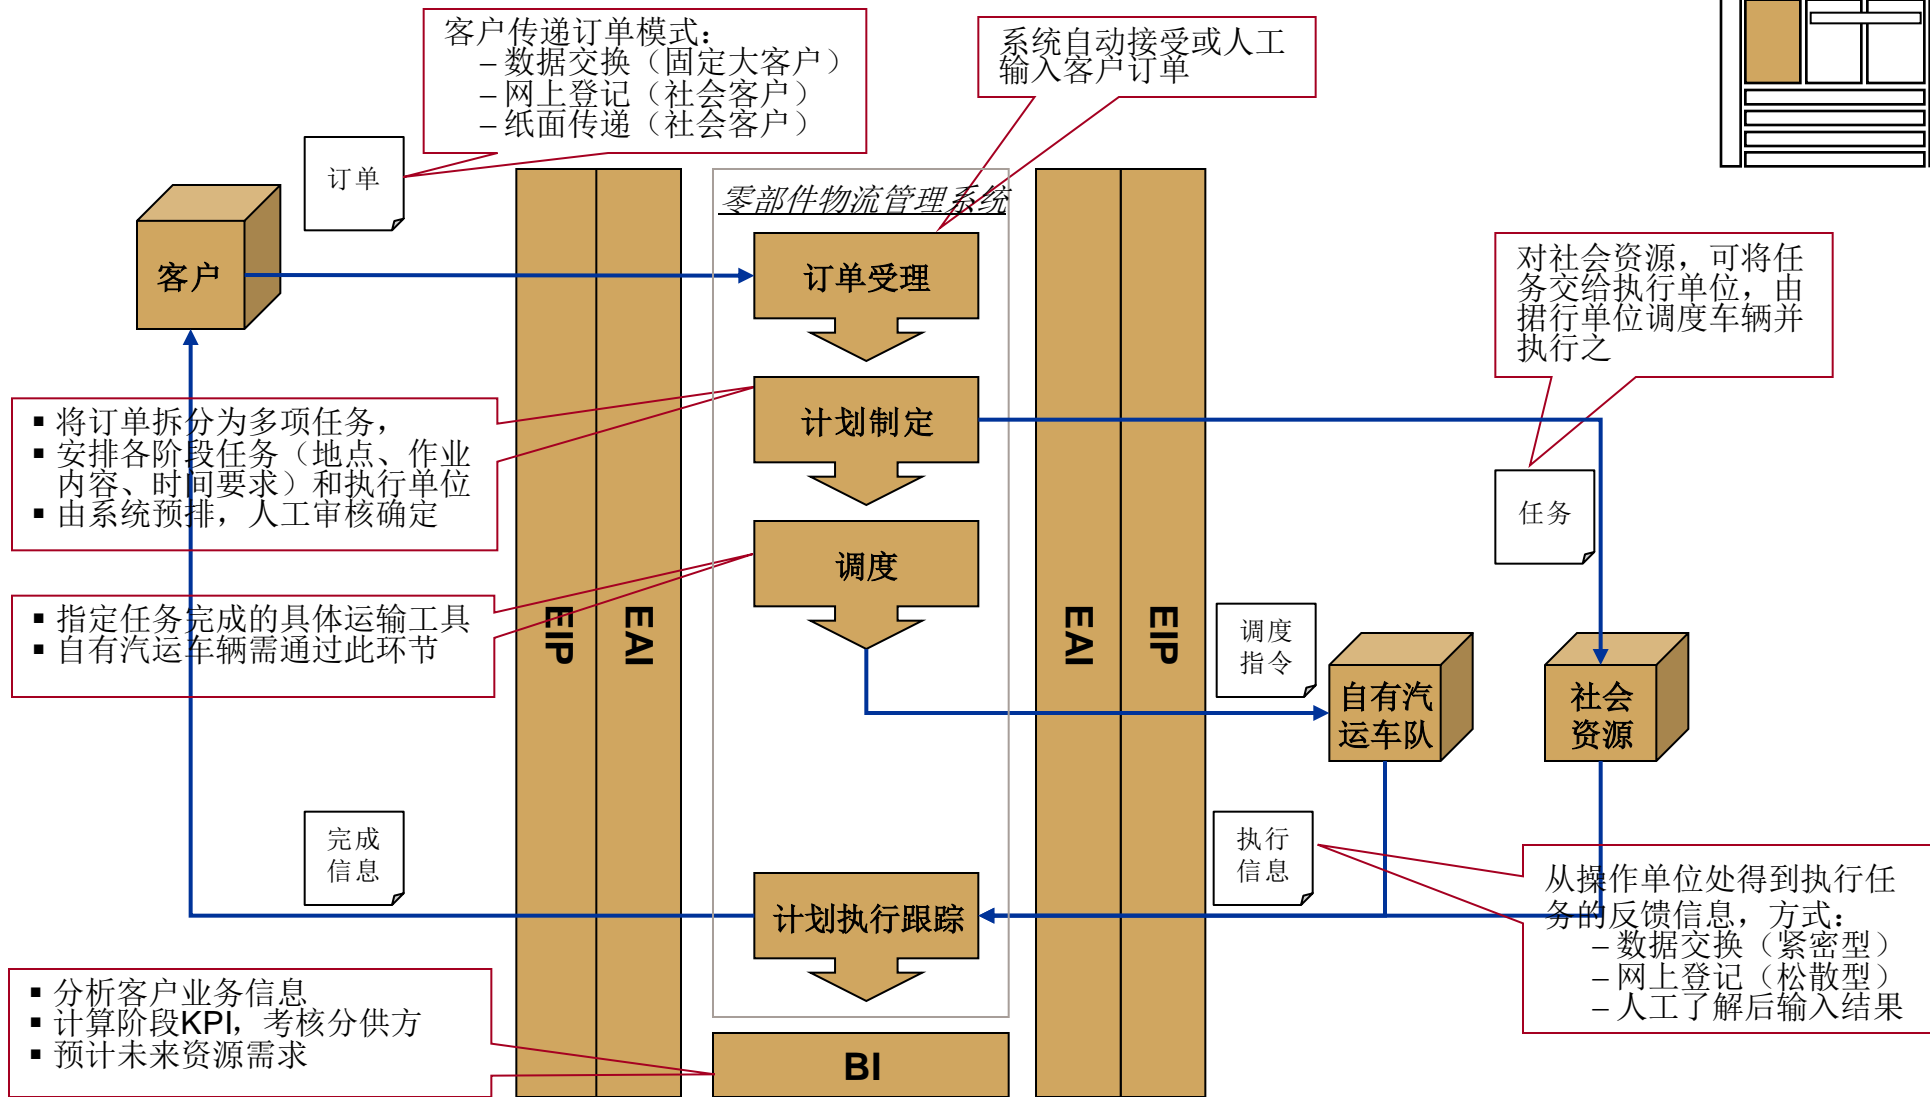 客户传递订单模式：
– 数据交换（固定大客户）
– 网上登记（社会客户）
– 纸面传递（社会客户）
系统自动接受或人工
输入客户订单
订单
零部件物流管理系统
客户
订单受理
对社会资源，可将任
务交给执行单位，由
捃行单位调度车辆并
执行之
▪ 将订单拆分为多项任务，
▪ 安排各阶段任务（地点、作业
内容、时间要求）和执行单位
▪ 由系统预排，人工审核确定
计划制定
任务
调度
▪ 指定任务完成的具体运输工具
▪ 自有汽运车辆需通过此环节
EIP
EAI
EAI
EIP
调度
指令
自有汽
运车队
社会
资源
完成
信息
执行
信息
计划执行跟踪
从操作单位处得到执行任
务的反馈信息，方式：
– 数据交换（紧密型）
– 网上登记（松散型）
– 人工了解后输入结果
▪ 分析客户业务信息
▪ 计算阶段KPI，考核分供方
▪ 预计未来资源需求
BI